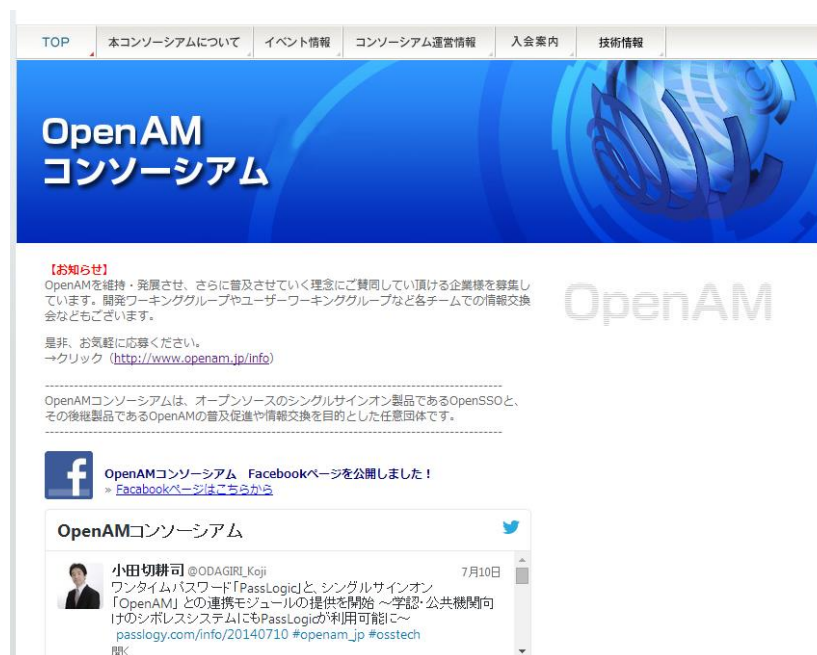 TOP 本コンソーシアムについて イベント情報 コンソーシアム運営情報 入会案内 技術情報
OpenAM
コンソーシアム
【お知らせ】
OpenAMを維持・発展させ、さらに普及させていく理念にご賛同してい頂ける企業様を募集し
ています。開発ワーキンググループやユーザーワーキンググループなど各チームでの情報交換
会などもございます。
是非、お気軽に応募ください。
→クリック（http://www.openam.jp/info）
OpenAM
--------------------------------------------------------------------------------
OpenAMコンソーシアムは、オープンソースのシングルサインオン製品であるOpenSSOと、
その後継製品であるOpenAMの普及促進や情報交換を目的とした任意団体です。
--------------------------------------------------------------------------------
OpenAMコンソーシアム Facebookページを公開しました！
» Facabookページはこちらから
OpenAMコンソーシアム
小田切耕司 @ODAGIRI_Koji 7月10日
ワンタイムパスワード「PassLogic」と、シングルサインオン
「OpenAM」との連携モジュールの提供を開始 ～学認・公共機関向
けのシボレスシステムにもPassLogicが利用可能に～
passlogy.com/info/20140710 #openam_jp #osstech
開く